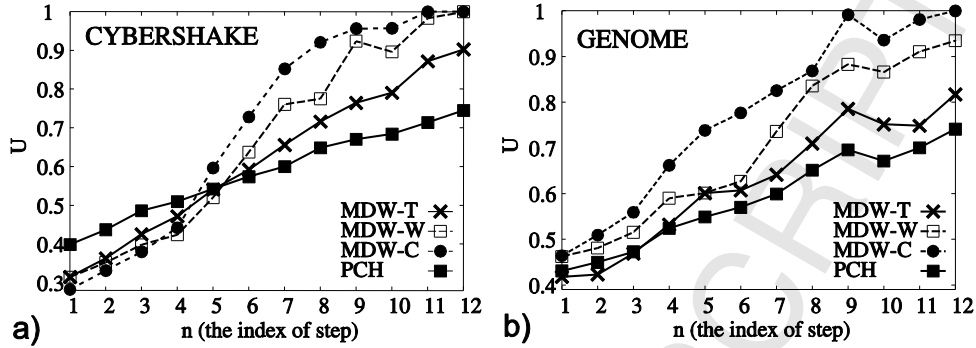 CYBERSHAKE
1
0.9
0.8
0.7
0.6
0.5
0.4
0.3
U
MDW-T
MDW-W
MDW-C
PCH
1 2 3 4 5 6 7 8 9 10 11 12
n (the index of step)
a)
GENOME
1
0.9
0.8
0.7
0.6
0.5
0.4
U
MDW-T
MDW-W
MDW-C
PCH
1 2 3 4 5 6 7 8 9 10 11 12
n (the index of step)
b)